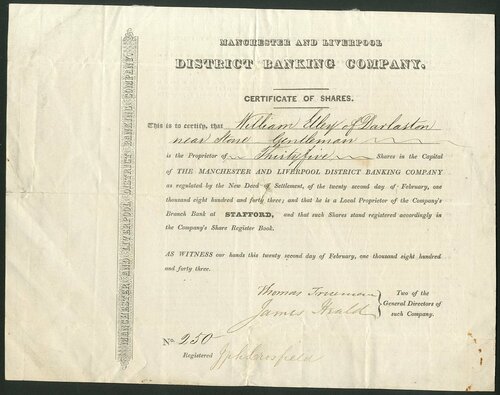 MANCHESTER AND LIVERPOOL DISTRICT BANKING COMPANY.
MANCHESTER AND LIVERPOOL
DISTRICT BANKING COMPANY.
CERTIFICATE OF SHARES.
This is to certify, that William Elley of Darlaston
near Stone Gentleman
is the Proprietor of Thirty five Shares in the Capital
of THE MANCHESTER AND LIVERPOOL DISTRICT BANKING COMPANY
as regulated by the New Deed of Settlement, of the twenty second day of February, one
thousand eight hundred and forty three; and that he is a Local Proprietor of the Company's
Branch Bank at STAFFORD, and that such Shares stand registered accordingly in
the Company's Share Register Book.
AS WITNESS our hands this twenty second day of February, one thousand eight hundred
and forty three.
Thomas
James Heald
Two of the
General Directors of
such Company.
No. 250
Registered